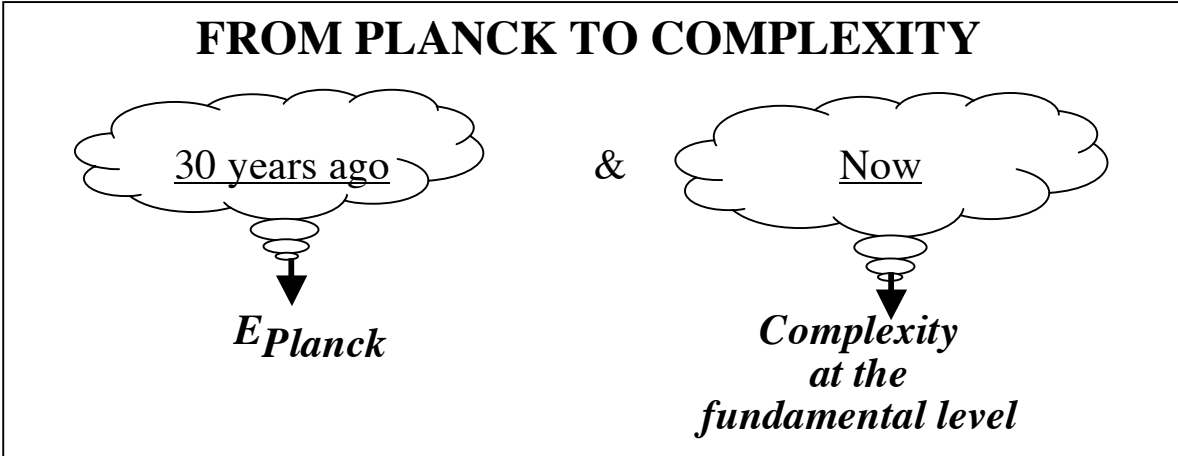 FROM PLANCK TO COMPLEXITY
30 years ago & Now
E_Planck
Complexity
at the
fundamental level